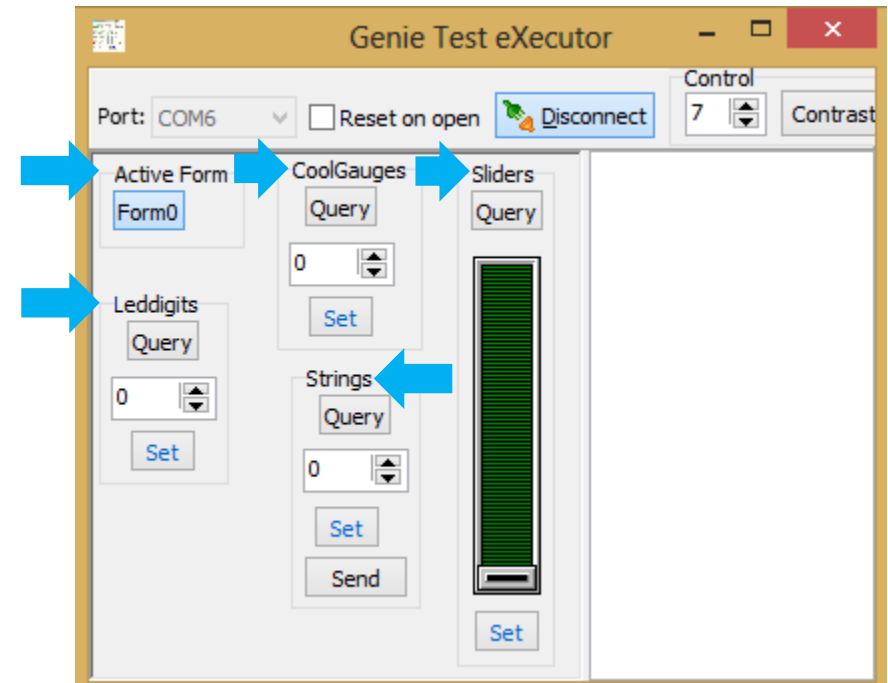 Genie Test eXecutor
Control
Port: COM6 Reset on open Disconnect 7 Contrast
Active Form
Form0
CoolGauges
Query
0
Set
Sliders
Query
Set
Leddigits
Query
0
Set
Strings
Query
0
Set
Send